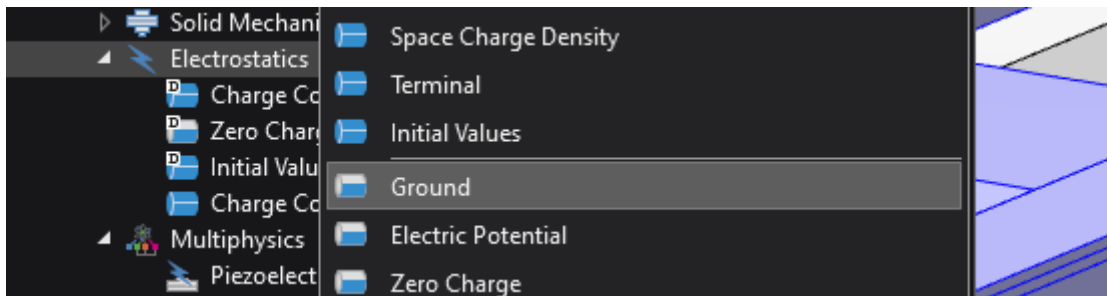 Solid Mechani
Electrostatics
Charge Co
Zero Charg
Initial Valu
Charge Co
Multiphysics
Piezoelect
Space Charge Density
Terminal
Initial Values
Ground
Electric Potential
Zero Charge